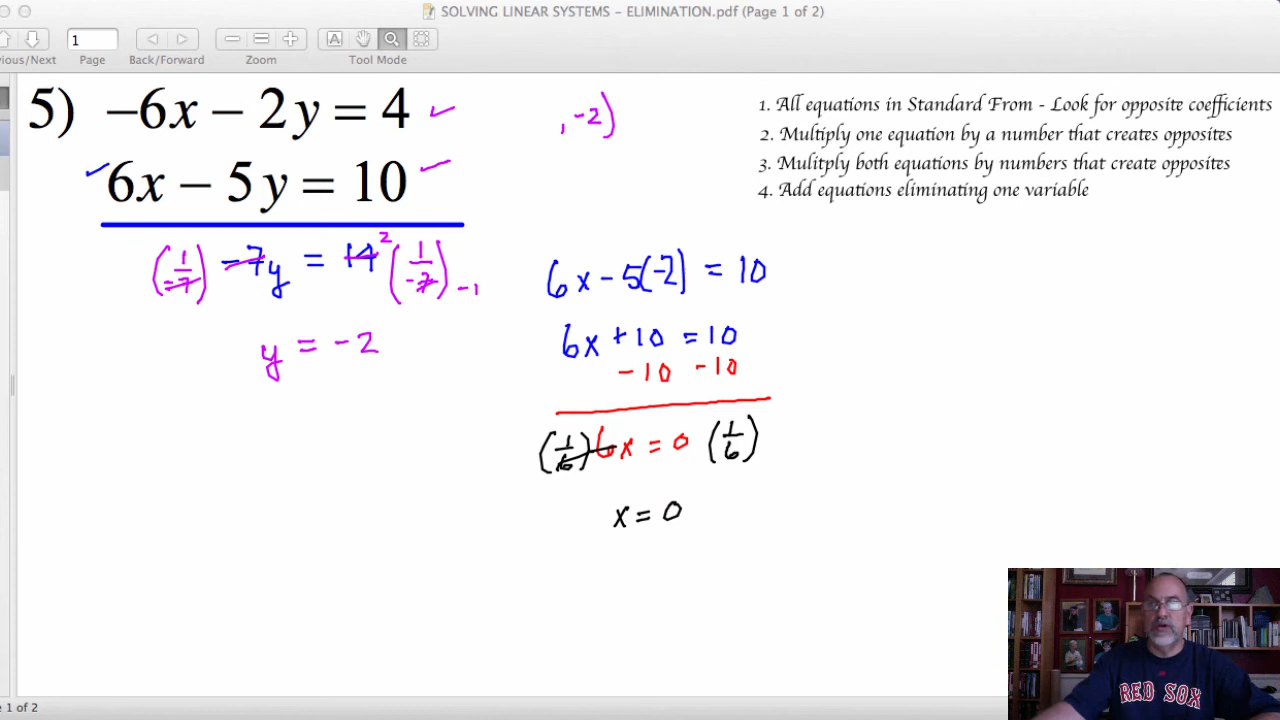 SOLVING LINEAR SYSTEMS – ELIMINATION.pdf (Page 1 of 2)
1
vious/Next Page Back/Forward Zoom Tool Mode
5) −6x − 2y = 4
6x − 5y = 10
, -2)
(1/-7) -7y = 14 2 (1/-7) -1
y = -2
1. All equations in Standard From - Look for opposite coefficients
2. Multiply one equation by a number that creates opposites
3. Mulitply both equations by numbers that create opposites
4. Add equations eliminating one variable
6x - 5(-2) = 10
6x + 10 = 10
- 10 - 10
(1/6) 6x = 0 (1/6)
x = 0
RED SOX
1 of 2